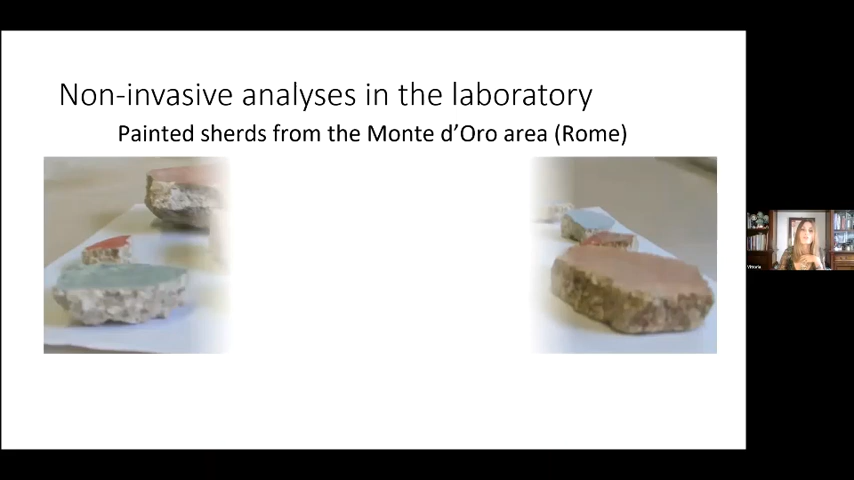 Non-invasive analyses in the laboratory
Painted sherds from the Monte d’Oro area (Rome)